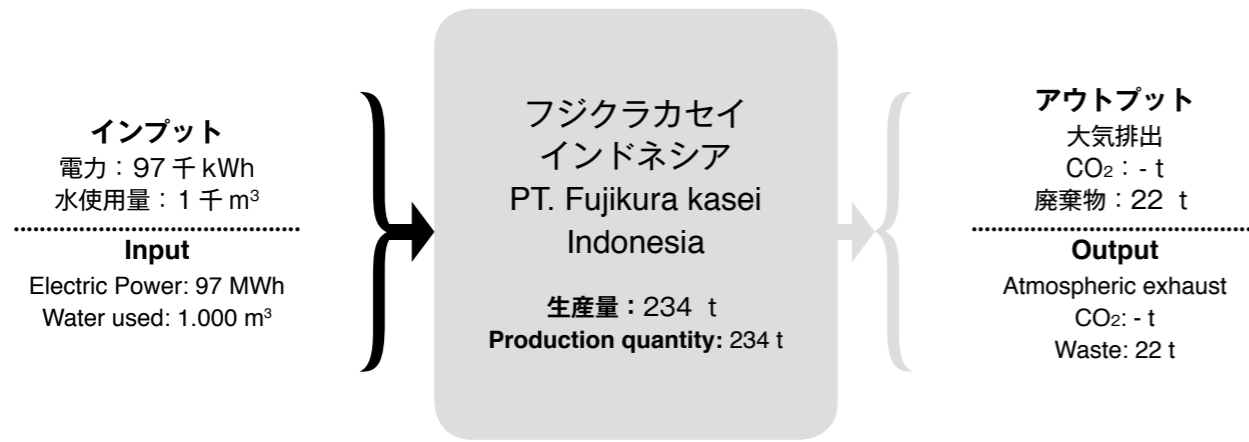 インプット
電力：97 千 kWh
水使用量：1 千 m³
Input
Electric Power: 97 MWh
Water used: 1.000 m³
フジクラカセイ
インドネシア
PT. Fujikura kasei
Indonesia
生産量：234 t
Production quantity: 234 t
アウトプット
大気排出
CO₂：- t
廃棄物：22 t
Output
Atmospheric exhaust
CO₂: - t
Waste: 22 t